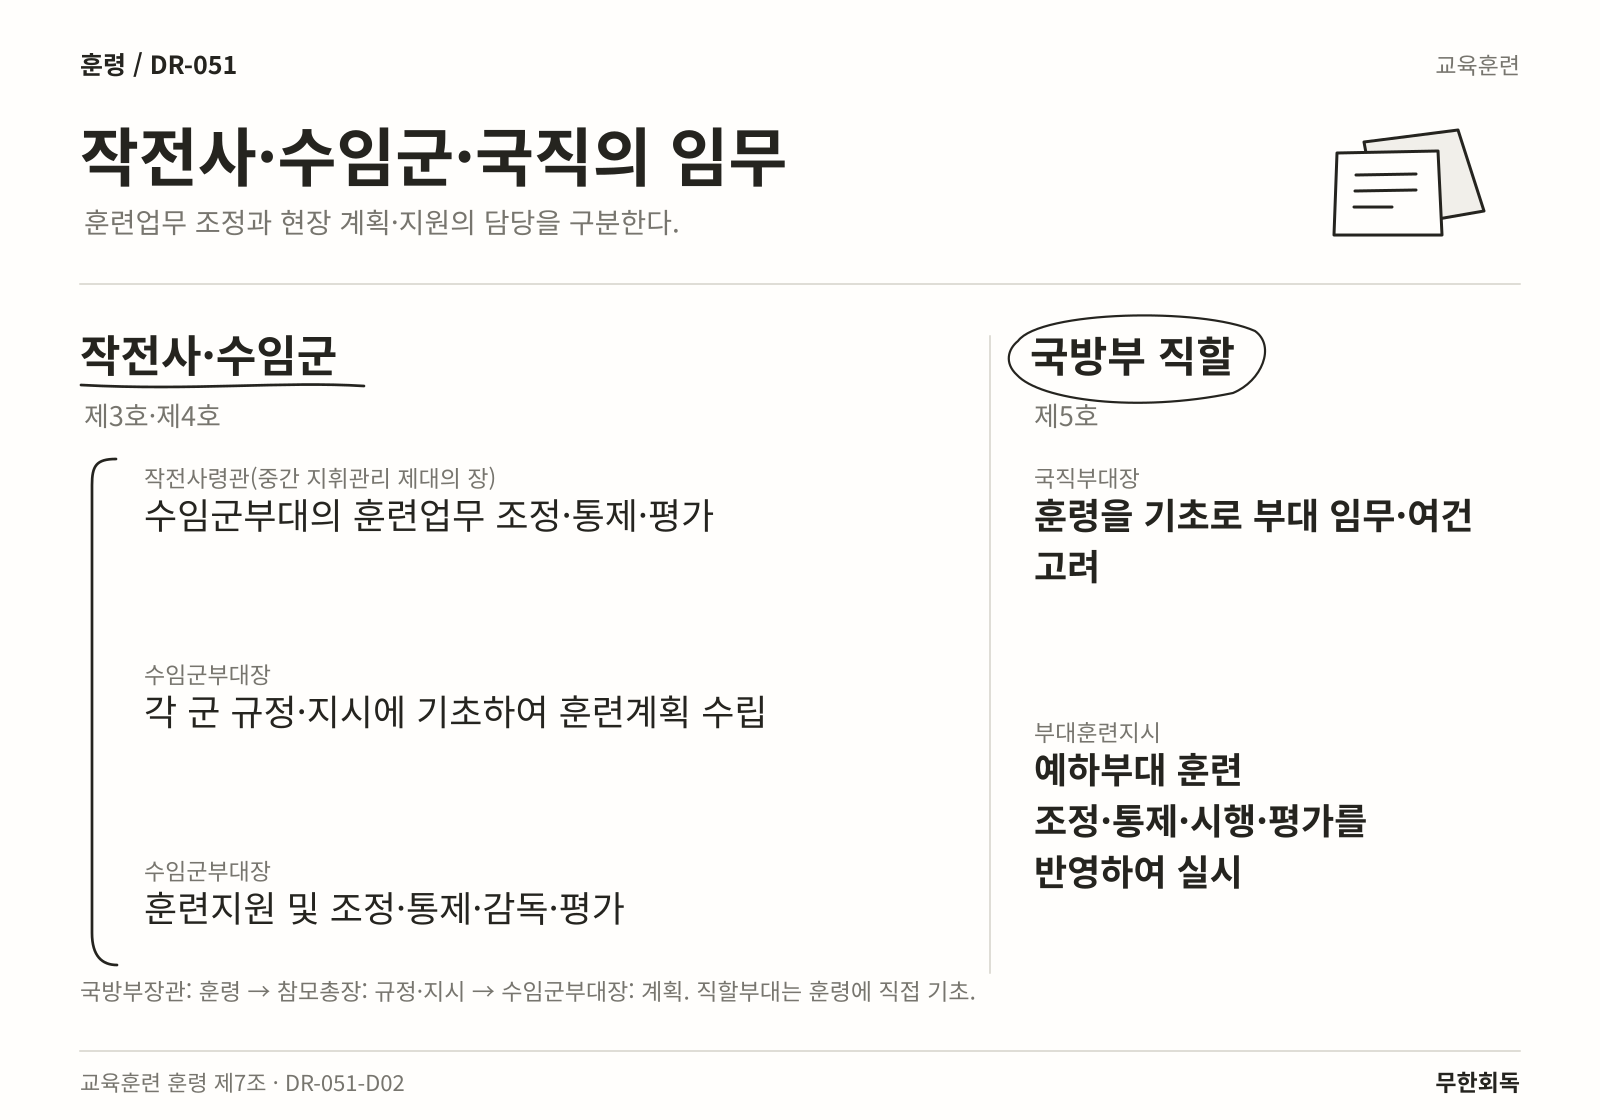 훈령 / DR-051
교육훈련
작전사·수임군·국직의 임무
훈련업무 조정과 현장 계획·지원의 담당을 구분한다.
작전사·수임군
제3호·제4호
작전사령관(중간 지휘관리 제대의 장)
수임군부대의 훈련업무 조정·통제·평가
수임군부대장
각 군 규정·지시에 기초하여 훈련계획 수립
수임군부대장
훈련지원 및 조정·통제·감독·평가
국방부 직할
제5호
국직부대장
훈령을 기초로 부대 임무·여건
고려
부대훈련지시
예하부대 훈련
조정·통제·시행·평가를
반영하여 실시
국방부장관: 훈령 → 참모총장: 규정·지시 → 수임군부대장: 계획. 직할부대는 훈령에 직접 기초.
교육훈련 훈령 제7조 · DR-051-D02
무한회독